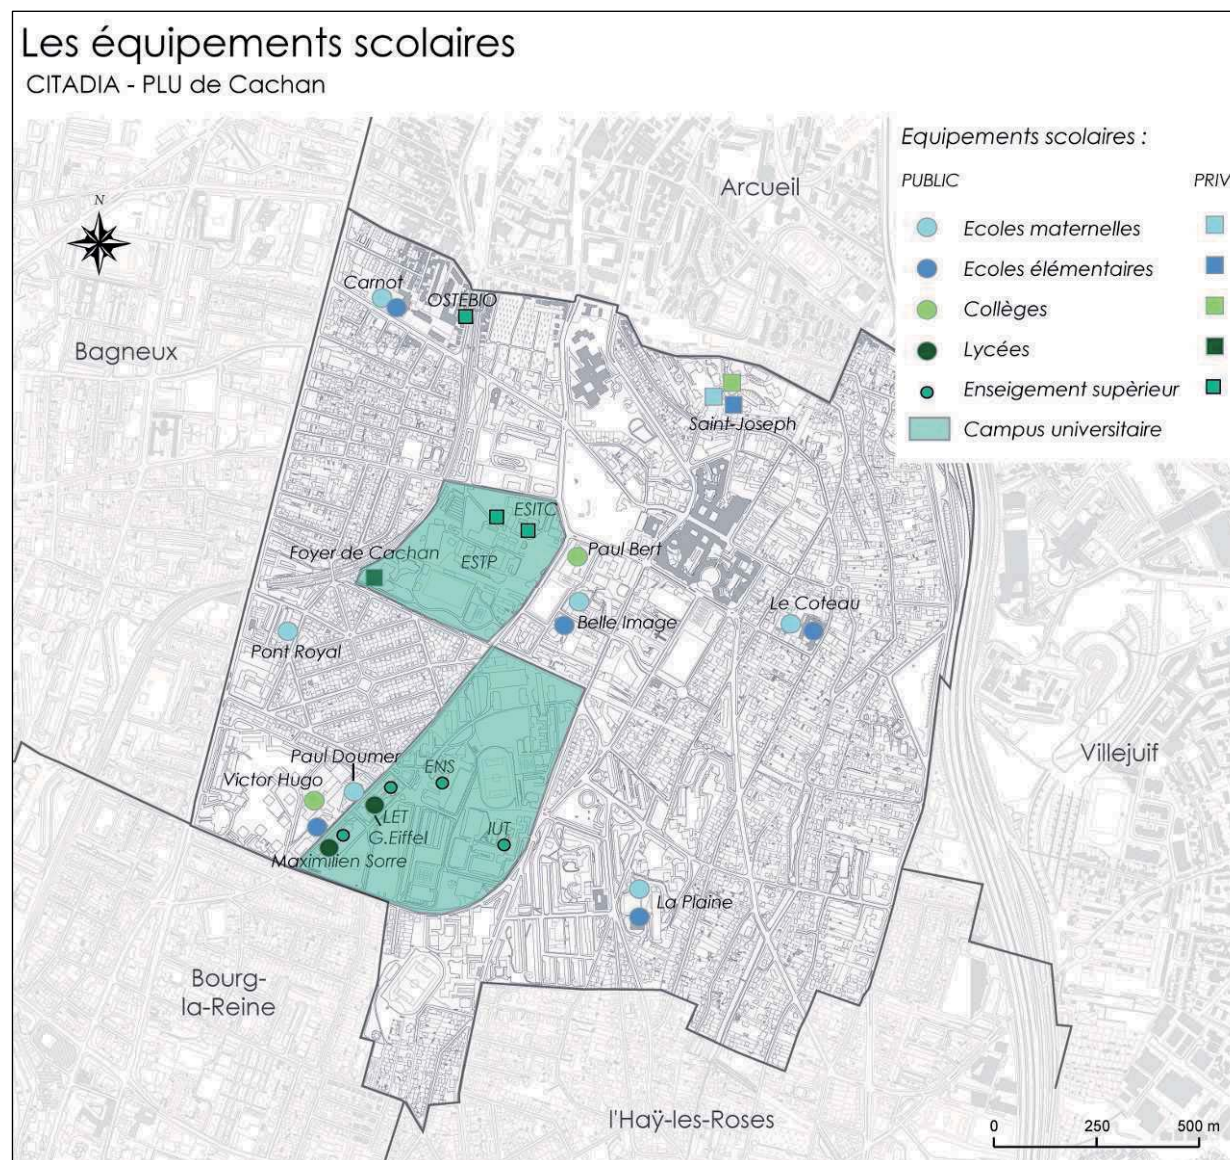 Les équipements scolaires
CITADIA - PLU de Cachan
Equipements scolaires :
PUBLIC
PRIV
Ecoles maternelles
Ecoles élémentaires
Collèges
Lycées
Enseigement supèrieur
Campus universitaire
N
Arcueil
Bagneux
Carnot
OSTEBIO
Saint-Joseph
ESITC
Foyer de Cachan
ESTP
Paul Bert
Le Coteau
Belle Image
Pont Royal
Villejuif
Paul Doumer
Victor Hugo
ENS
LET
G.Eiffel
IUT
Maximilien Sorre
La Plaine
Bourg-
la-Reine
l'Haÿ-les-Roses
0 250 500 m